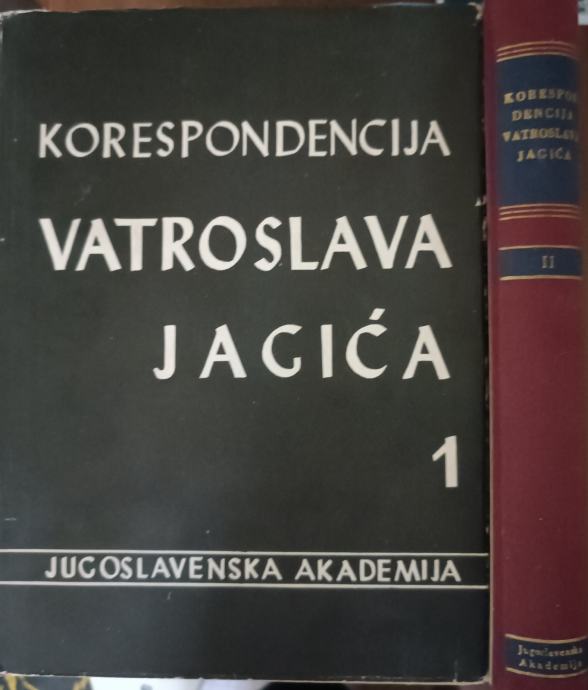 KORESPONDENCIJA
VATROSLAVA
JAGIĆA
1
JUGOSLAVENSKA AKADEMIJA
KORESPON
DENCIJA
VATROSLAVA
JAGIĆA
II
Jugoslavenska
Akademija